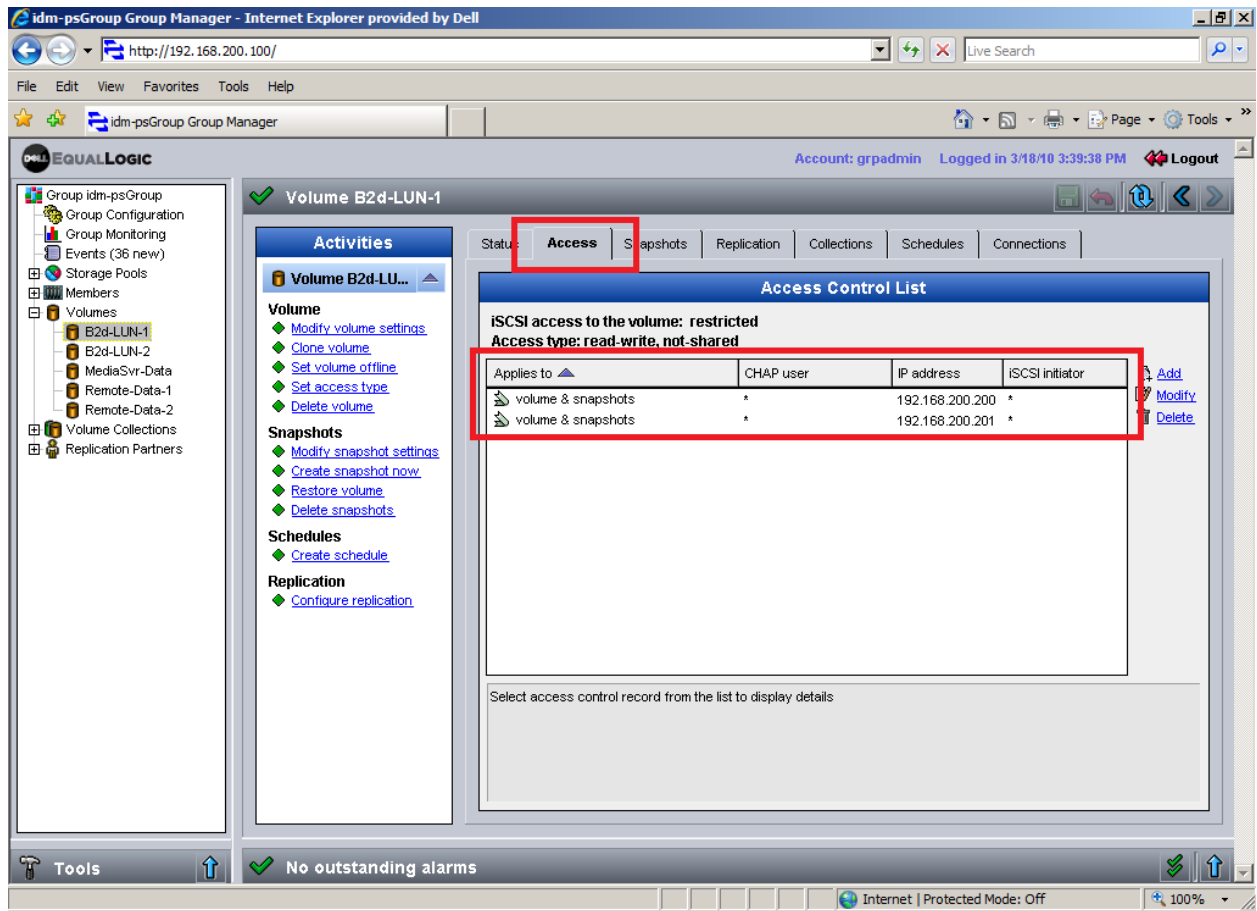 idm-psGroup Group Manager - Internet Explorer provided by Dell
http://192.168.200.100/
Live Search
File Edit View Favorites Tools Help
idm-psGroup Group Manager
Page Tools
DELL EQUALLOGIC
Account: grpadmin Logged in 3/18/10 3:39:38 PM Logout
Group idm-psGroup
Group Configuration
Group Monitoring
Events (36 new)
Storage Pools
Members
Volumes
B2d-LUN-1
B2d-LUN-2
MediaSvr-Data
Remote-Data-1
Remote-Data-2
Volume Collections
Replication Partners
Tools
Volume B2d-LUN-1
Activities
Volume B2d-LU...
Volume
Modify volume settings
Clone volume
Set volume offline
Set access type
Delete volume
Snapshots
Modify snapshot settings
Create snapshot now
Restore volume
Delete snapshots
Schedules
Create schedule
Replication
Configure replication
Access Replication Collections Schedules Connections
Access Control List
iSCSI access to the volume: restricted
Access type: read-write, not-shared
Applies to CHAP user IP address iSCSI initiator
volume & snapshots * 192.168.200.200 *
volume & snapshots * 192.168.200.201 *
Add
Modify
Delete
Select access control record from the list to display details
No outstanding alarms
Internet | Protected Mode: Off 100%